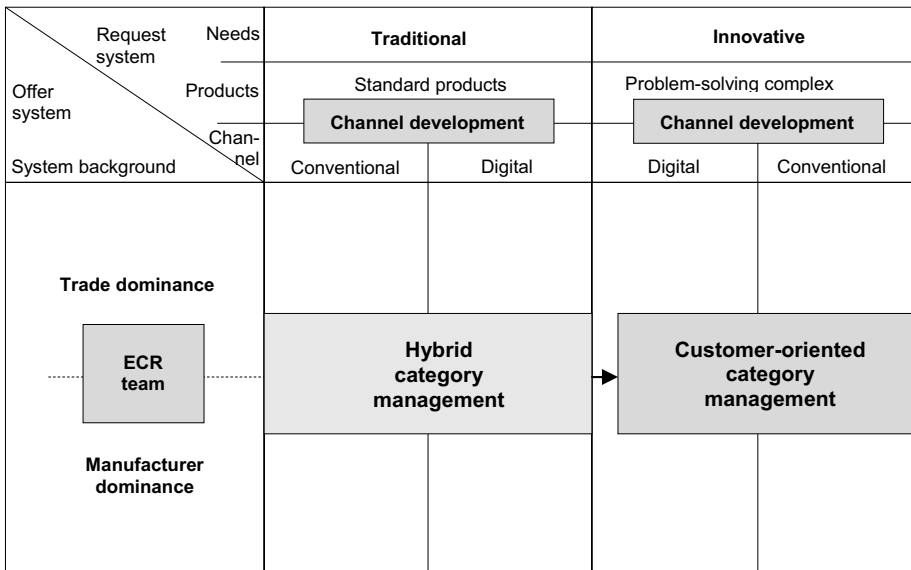 Request
system
Needs
Traditional
Innovative
Offer
system
Products
Standard products
Problem-solving complex
Channel development
Channel development
Chan-
nel
System background
Conventional
Digital
Digital
Conventional
Trade dominance
ECR
team
Manufacturer
dominance
Hybrid
category
management
Customer-oriented
category
management